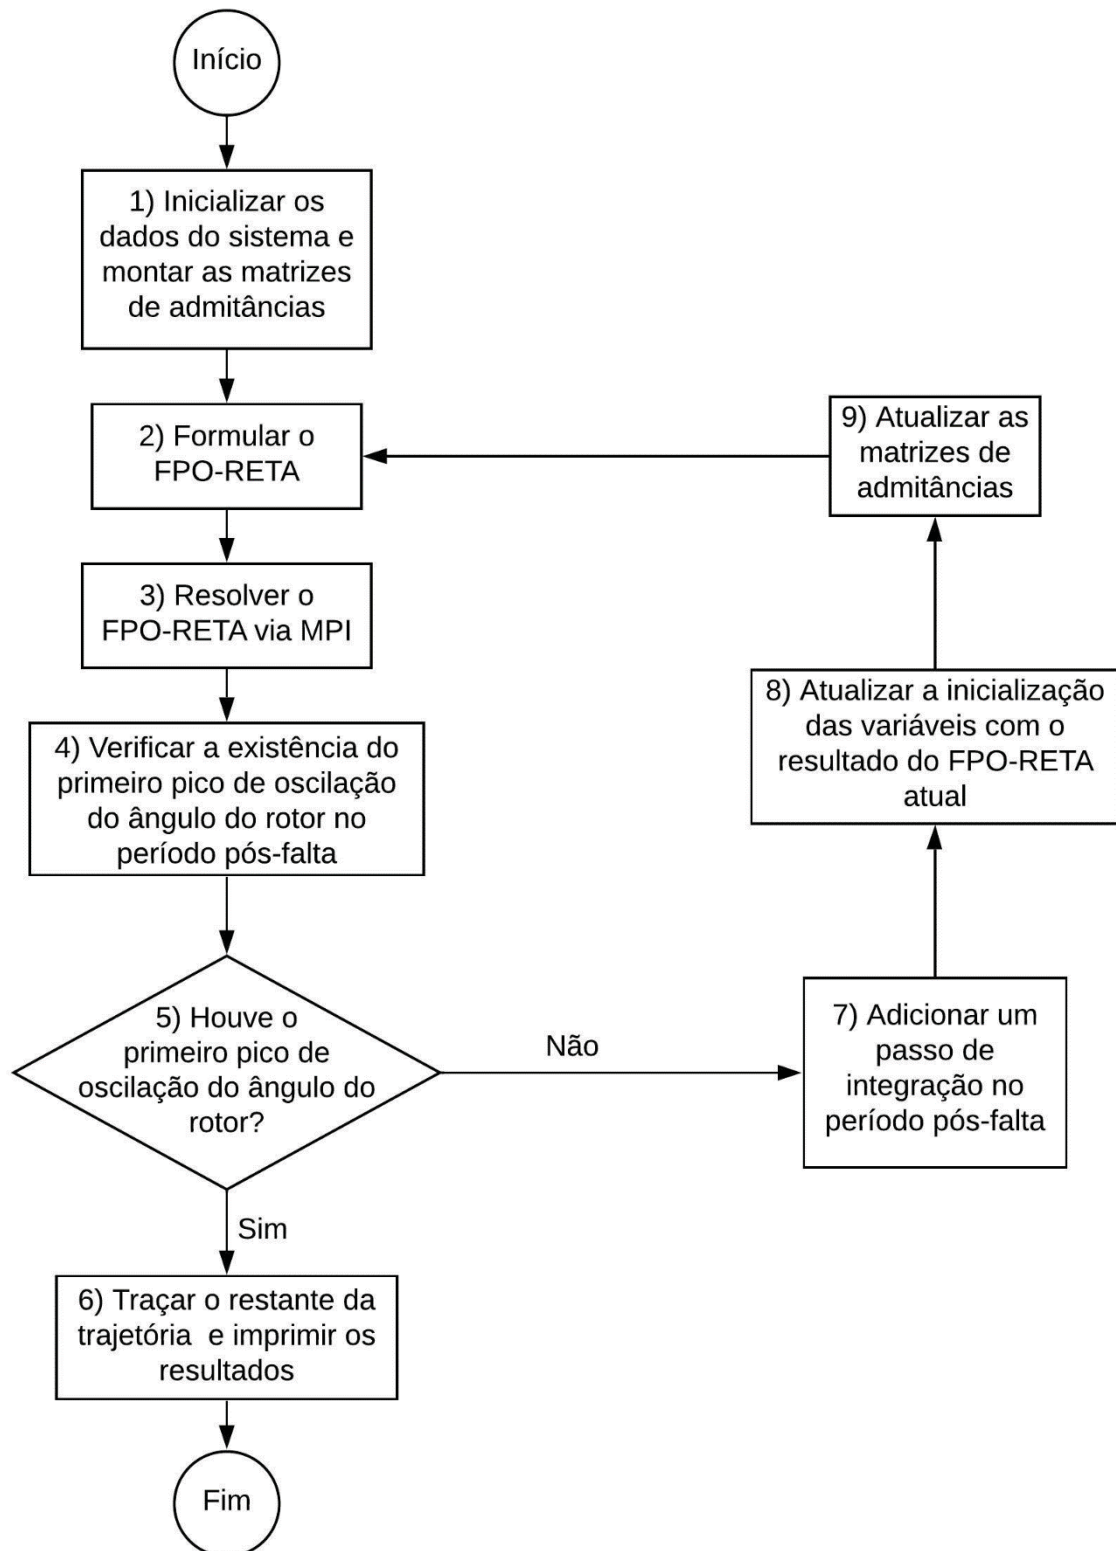 Início
1) Inicializar os
dados do sistema e
montar as matrizes
de admitâncias
2) Formular o
FPO-RETA
3) Resolver o
FPO-RETA via MPI
4) Verificar a existência do
primeiro pico de oscilação
do ângulo do rotor no
período pós-falta
5) Houve o
primeiro pico de
oscilação do ângulo do
rotor?
Não
Sim
6) Traçar o restante da
trajetória e imprimir os
resultados
Fim
7) Adicionar um
passo de
integração no
período pós-falta
8) Atualizar a inicialização
das variáveis com o
resultado do FPO-RETA
atual
9) Atualizar as
matrizes de
admitâncias